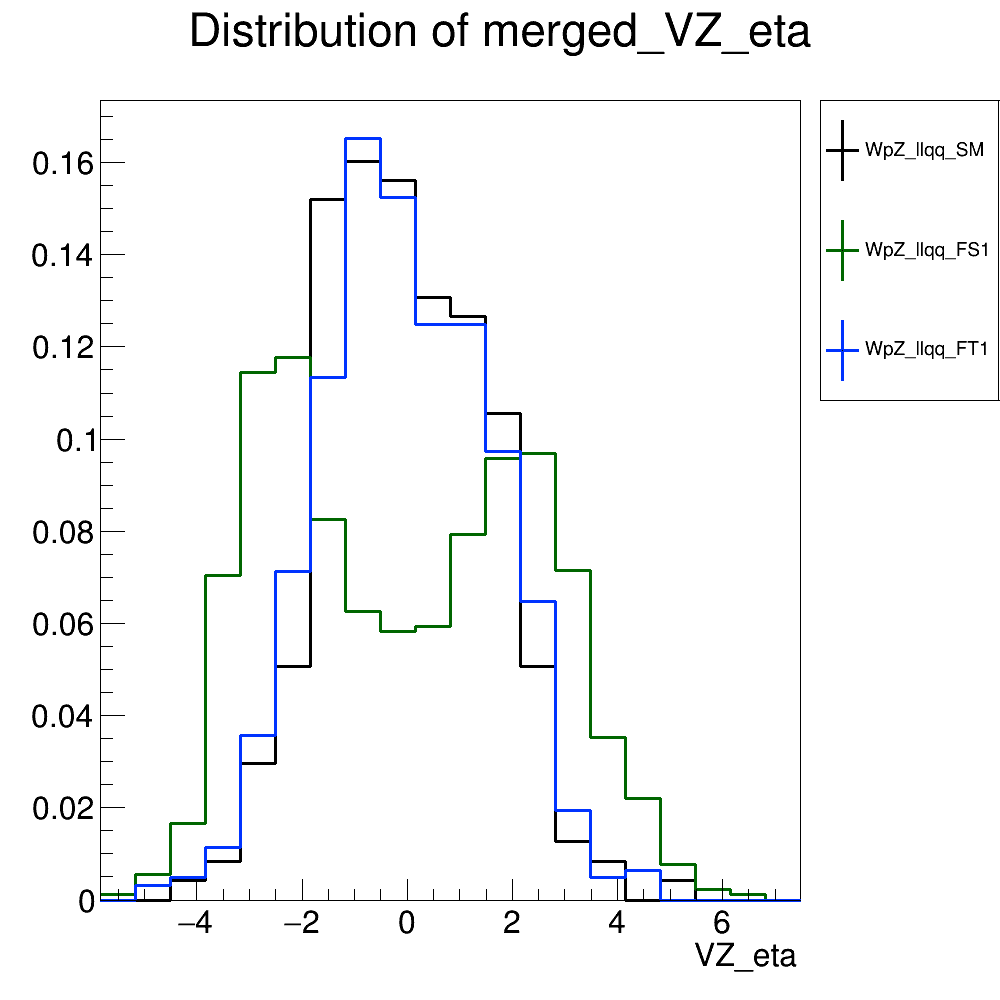 Distribution of merged_VZ_eta
WpZ_llqq_SM
WpZ_llqq_FS1
WpZ_llqq_FT1
0.16
0.14
0.12
0.1
0.08
0.06
0.04
0.02
0
−4 −2 0 2 4 6
VZ_eta